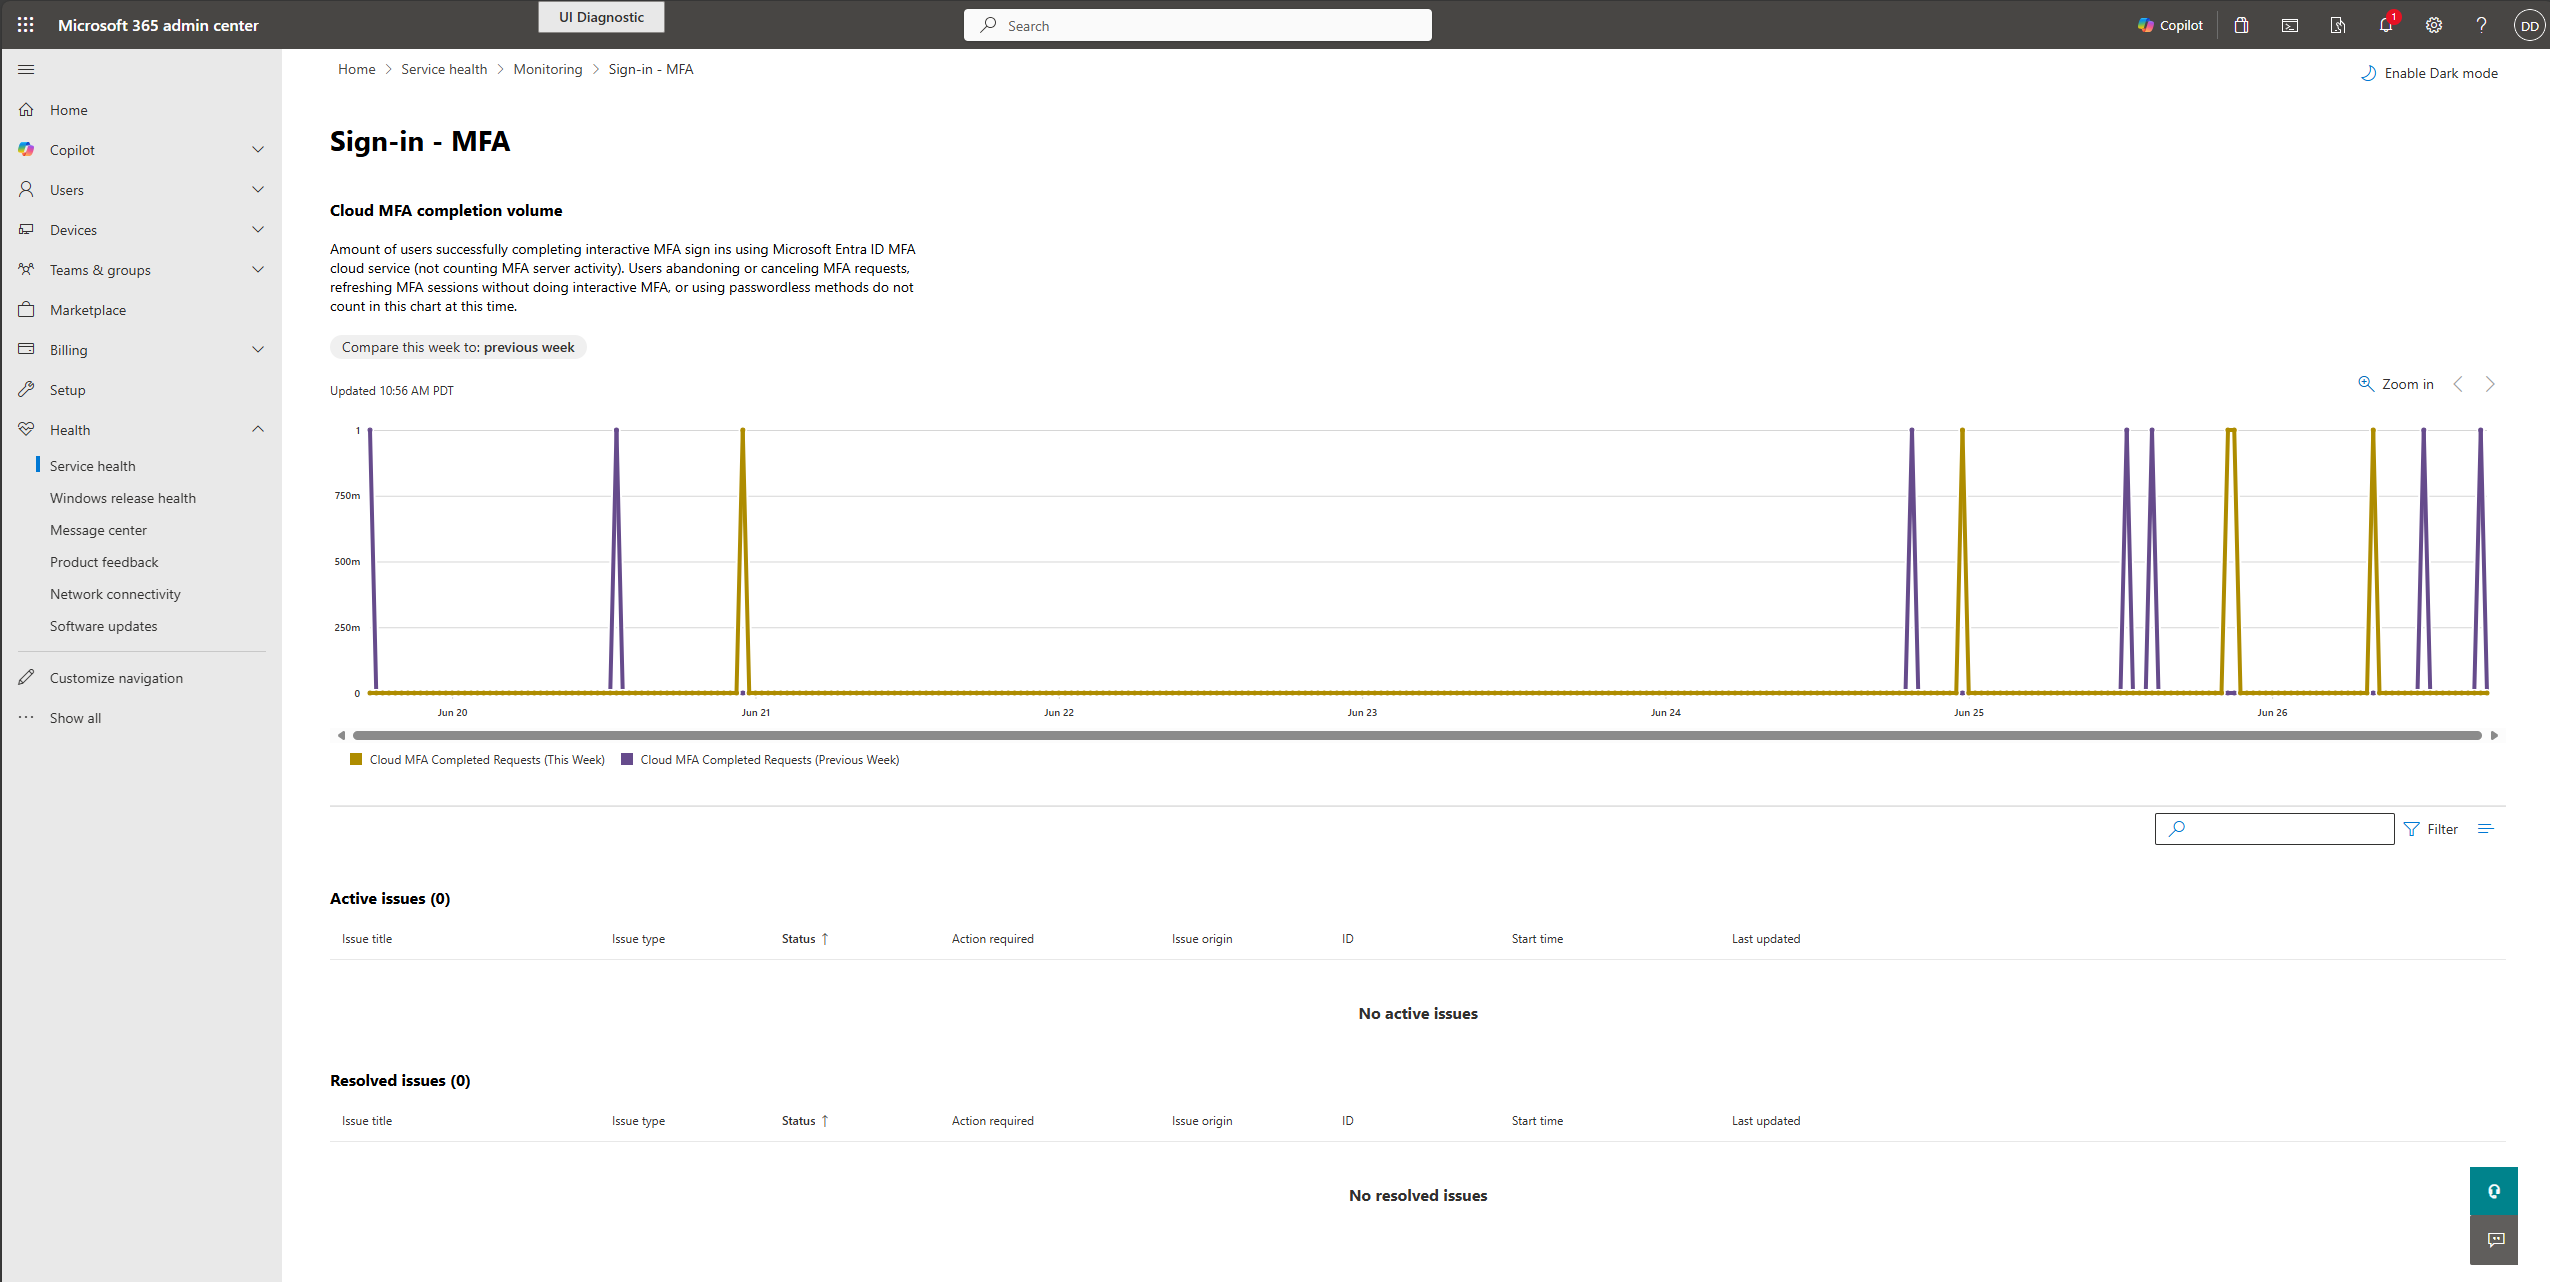 Microsoft 365 admin center
UI Diagnostic
Search
Copilot
1
DD
Home
Service health
Monitoring
Sign-in - MFA
Enable Dark mode
Home
Copilot
Users
Devices
Teams & groups
Marketplace
Billing
Setup
Health
Service health
Windows release health
Message center
Product feedback
Network connectivity
Software updates
Customize navigation
Show all
Sign-in - MFA
Cloud MFA completion volume
Amount of users successfully completing interactive MFA sign ins using Microsoft Entra ID MFA
cloud service (not counting MFA server activity). Users abandoning or canceling MFA requests,
refreshing MFA sessions without doing interactive MFA, or using passwordless methods do not
count in this chart at this time.
Compare this week to: previous week
Updated 10:56 AM PDT
Zoom in
1
750m
500m
250m
0
Jun 20
Jun 21
Jun 22
Jun 23
Jun 24
Jun 25
Jun 26
Cloud MFA Completed Requests (This Week)
Cloud MFA Completed Requests (Previous Week)
Filter
Active issues (0)
Issue title
Issue type
Status ↑
Action required
Issue origin
ID
Start time
Last updated
No active issues
Resolved issues (0)
Issue title
Issue type
Status ↑
Action required
Issue origin
ID
Start time
Last updated
No resolved issues